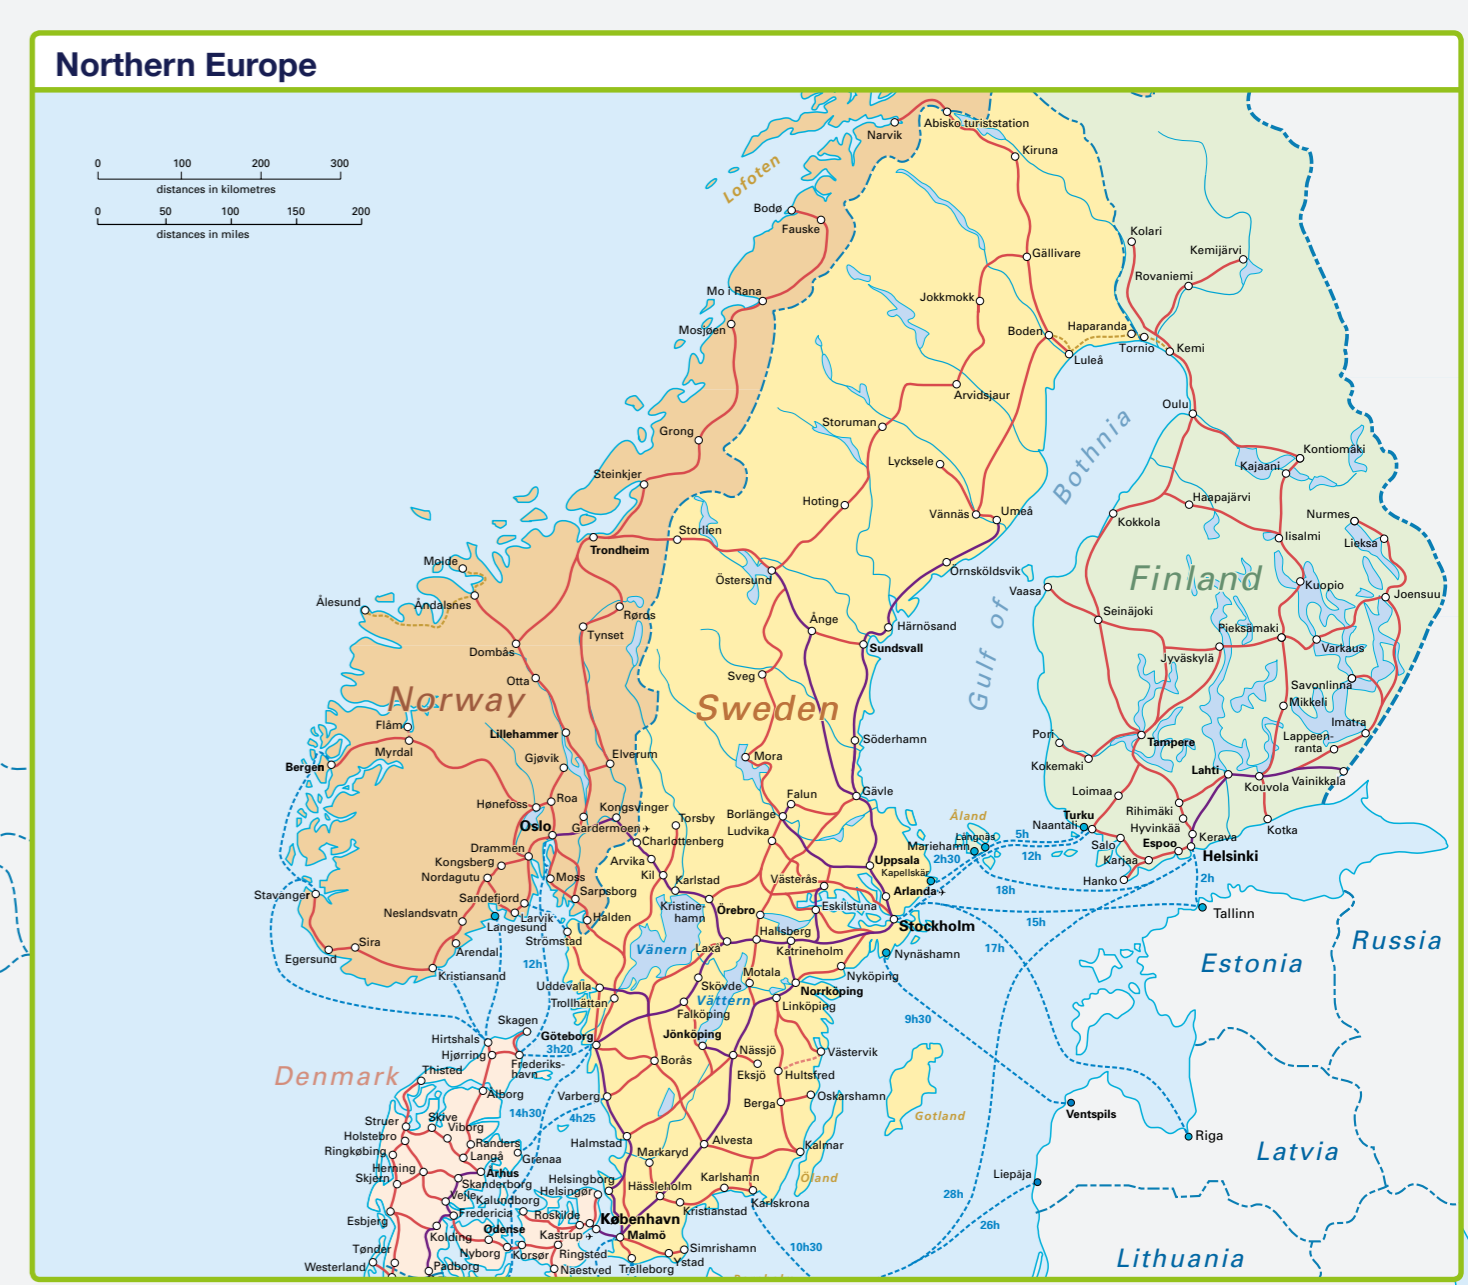 Northern Europe
0 100 200 300
distances in kilometres
0 50 100 150 200
distances in miles
Narvik
Abisko turiststation
Kiruna
Lofoten
Bodø
Fauske
Kolari
Kemijärvi
Gällivare
Rovaniemi
Mo i Rana
Jokkmokk
Mosjøen
Boden
Haparanda
Tornio
Kemi
Luleå
Arvidsjaur
Oulu
Storuman
Grong
Kontiomäki
Kajaani
Lycksele
Steinkjer
Haapajärvi
Hoting
Vännäs
Umeå
Kokkola
Nurmes
Storlien
Iisalmi
Lieksa
Trondheim
Molde
Östersund
Örnsköldsvik
Finland
Kuopio
Vaasa
Joensuu
Ålesund
Åndalsnes
Røros
Seinäjoki
Gulf of Bothnia
Tynset
Ånge
Härnösand
Pieksämaki
Dombås
Sundsvall
Varkaus
Jyväskylä
Otta
Sveg
Savonlinna
Norway
Sweden
Mikkeli
Flåm
Imatra
Lillehammer
Söderhamn
Pori
Tampere
Lappeen-
ranta
Myrdal
Gjøvik
Elverum
Mora
Kokemaki
Lahti
Bergen
Vainikkala
Kouvola
Falun
Gävle
Loimaa
Hønefoss
Roa
Kongsvinger
Borlänge
Rihimäki
Torsby
Åland
Turku
Oslo
Gardermoen
Ludvika
Naantali
Hyvinkää
Kotka
Charlottenberg
Långnäs
5h
Kerava
Drammen
Mariehamn
Salo
Espoo
Helsinki
Arvika
Uppsala
2h30
12h
Karjaa
Kongsberg
Kil
Kapellskär
Nordagutu
Moss
Karlstad
Västerås
Hanko
2h
Stavanger
Sarpsborg
Arlanda
18h
Sandefjord
Kristine-
hamn
Örebro
Eskilstuna
Tallinn
Neslandsvatn
Larvik
Halden
15h
Langesund
Stockholm
Sira
Strömstad
Hallsberg
Russia
Arendal
Vänern
Laxå
Katrineholm
17h
Egersund
Nynäshamn
Estonia
12h
Kristiansand
Motala
Nyköping
Uddevalla
Skövde
Norrköping
Trollhättan
Vättern
Linköping
Falköping
9h30
Skagen
Göteborg
Jönköping
Hirtshals
3h20
Hjørring
Nässjö
Västervik
Frederiks-
havn
Borås
Denmark
Thisted
Eksjö
Hultsfred
Ålborg
Varberg
Berga
Oskarshamn
14h30
4h25
Gotland
Ventspils
Struer
Skive
Viborg
Holstebro
Randers
Halmstad
Alvesta
Riga
Ringkøbing
Langå
Grenaa
Markaryd
Kalmar
Latvia
Herning
Århus
Skjern
Skanderborg
Helsingborg
Karlshamn
Öland
Liepāja
Vejle
Kalundborg
Helsingør
Hässleholm
28h
Karlskrona
Fredericia
Roskilde
København
Kristianstad
Esbjerg
26h
Kolding
Odense
Kastrup
Malmö
Tønder
Nyborg
Korsør
Ringsted
Simrishamn
10h30
Lithuania
Westerland
Padborg
Naestved
Trelleborg
Ystad